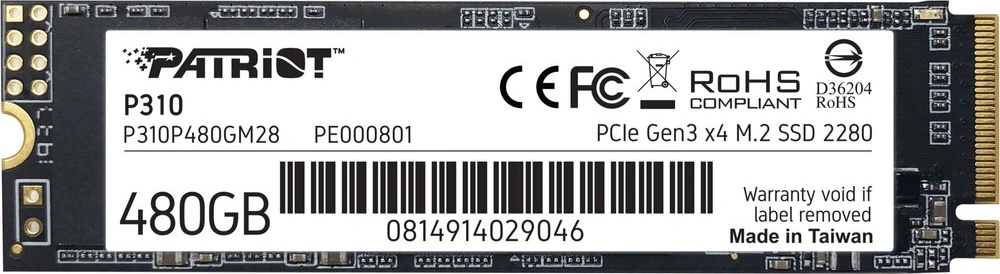 PATRIOT™
P310
P310P480GM28 PE000801
CE FC RoHS COMPLIANT D36204 RoHS
PCIe Gen3 x4 M.2 SSD 2280
480GB
0814914029046
Warranty void if
label removed
Made in Taiwan